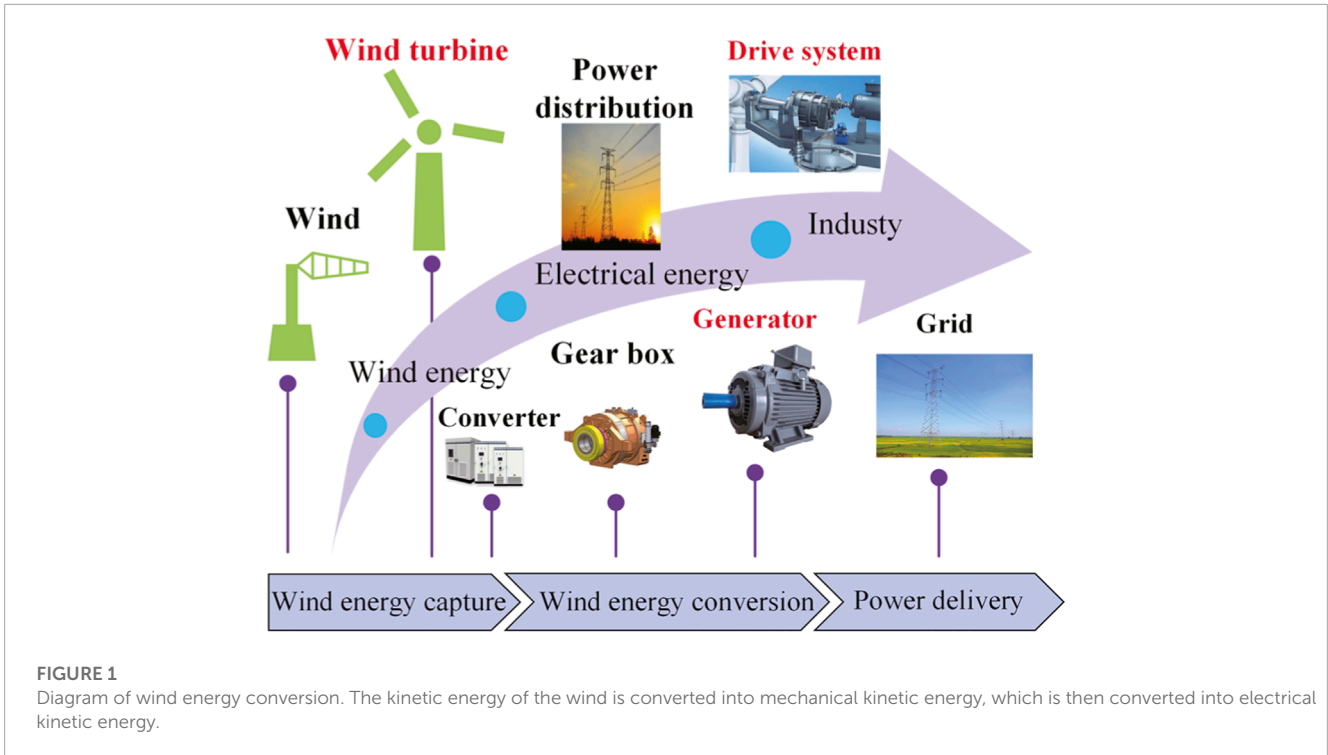 Wind turbine
Power
distribution
Drive system
Wind
Industy
Electrical energy
Generator
Grid
Gear box
Wind energy
Converter
Wind energy capture
Wind energy conversion
Power delivery
FIGURE 1
Diagram of wind energy conversion. The kinetic energy of the wind is converted into mechanical kinetic energy, which is then converted into electrical
kinetic energy.